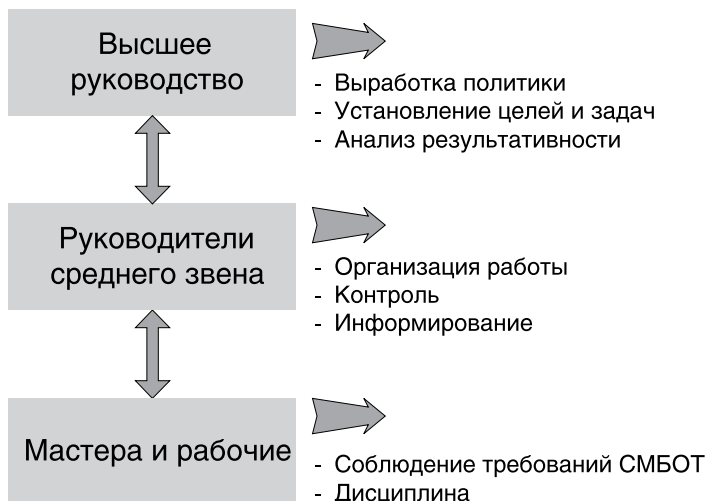 Высшее
руководство
- Выработка политики
- Установление целей и задач
- Анализ результативности
Руководители
среднего звена
- Организация работы
- Контроль
- Информирование
Мастера и рабочие
- Соблюдение требований СМБОТ
- Дисциплина